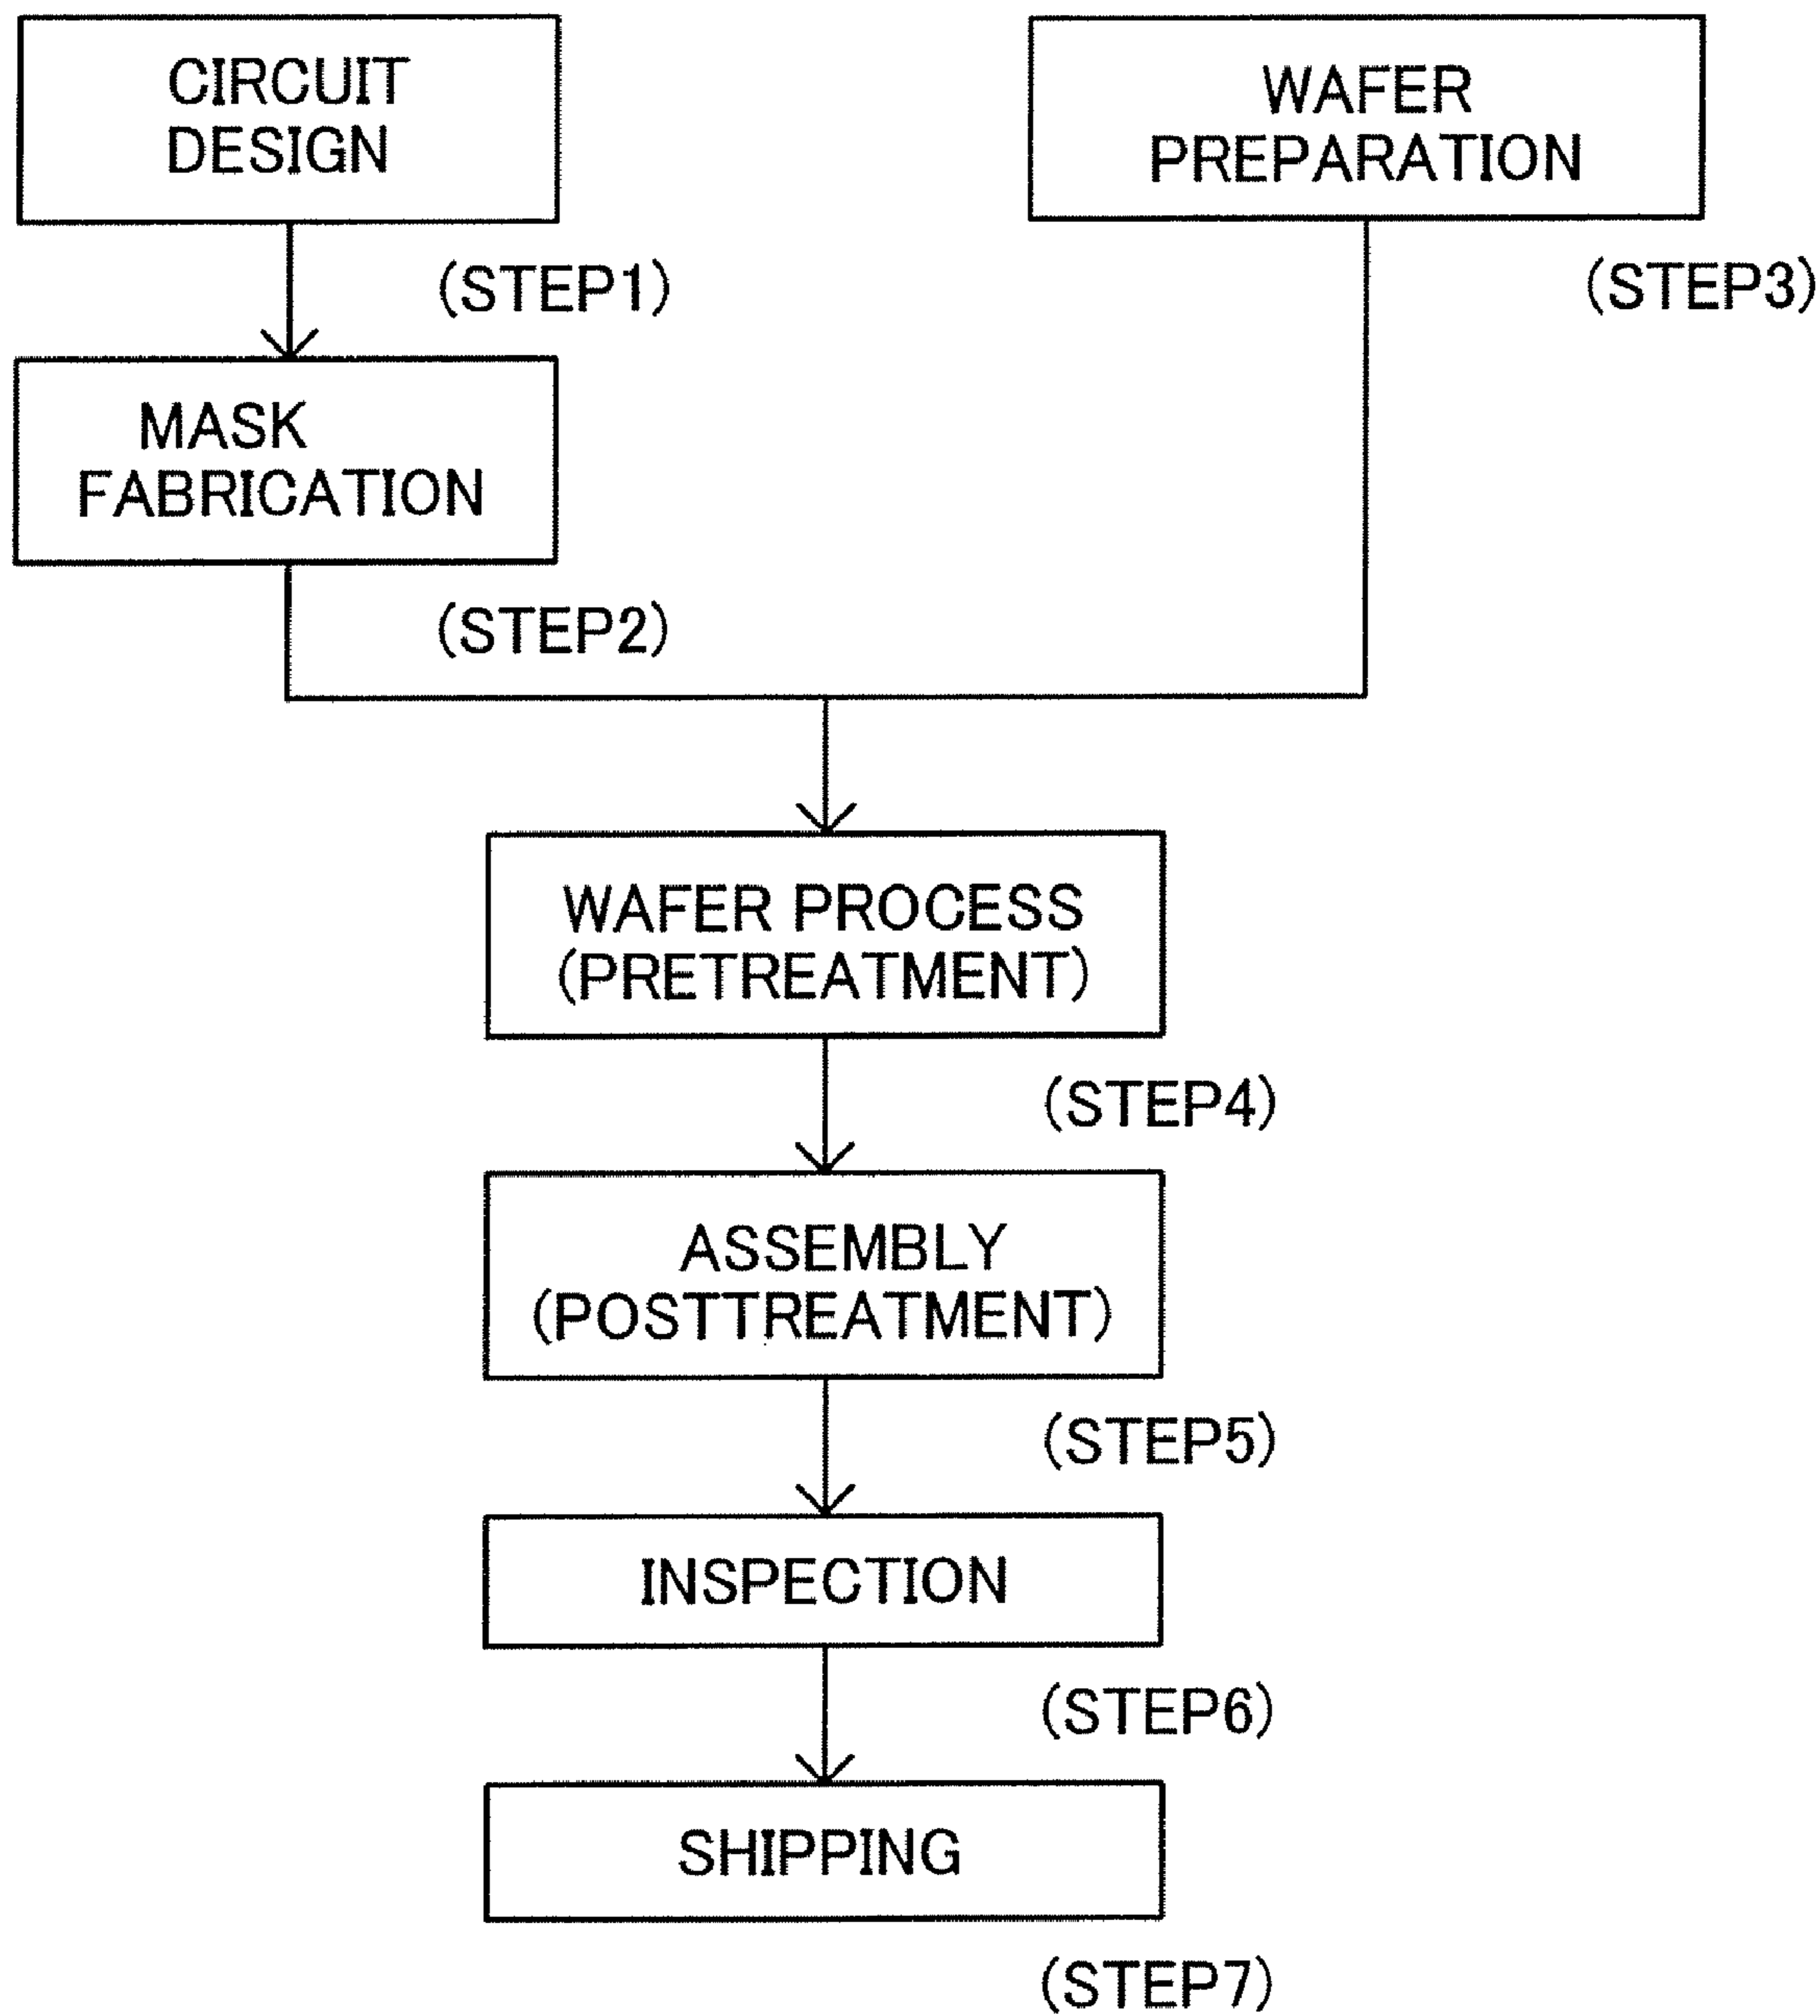 CIRCUIT
DESIGN
(STEP1)
WAFER
PREPARATION
(STEP3)
MASK
FABRICATION
(STEP2)
WAFER PROCESS
(PRETREATMENT)
(STEP4)
ASSEMBLY
(POSTTREATMENT)
(STEP5)
INSPECTION
(STEP6)
SHIPPING
(STEP7)